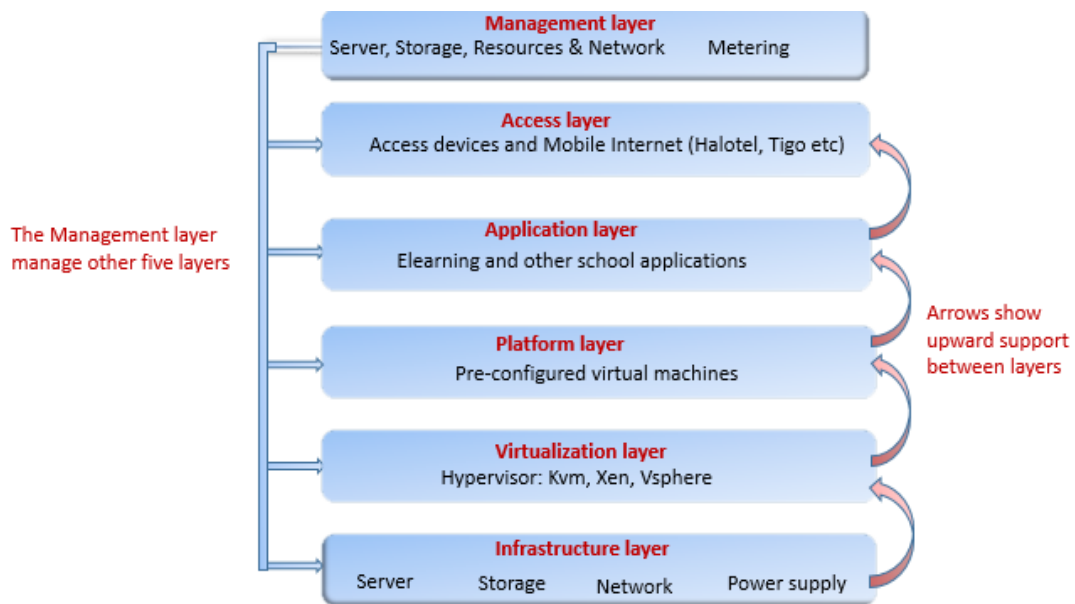 Management layer
Server, Storage, Resources & Network Metering
Access layer
Access devices and Mobile Internet (Halotel, Tigo etc)
The Management layer
manage other five layers
Application layer
Elearning and other school applications
Arrows show
upward support
between layers
Platform layer
Pre-configured virtual machines
Virtualization layer
Hypervisor: Kvm, Xen, Vsphere
Infrastructure layer
Server Storage Network Power supply